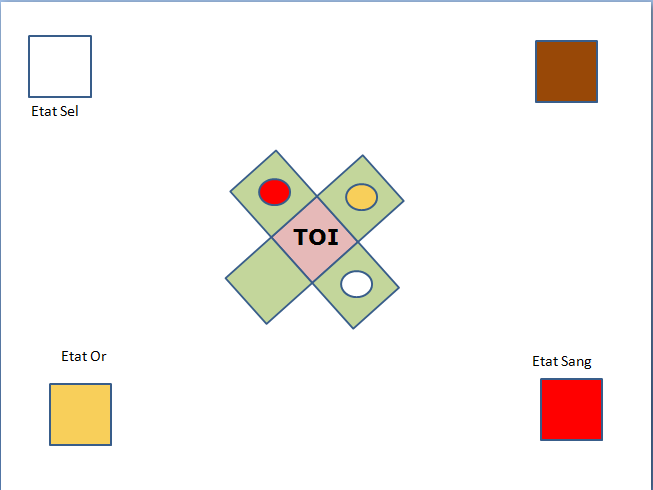 Etat Sel
TOI
Etat Or
Etat Sang